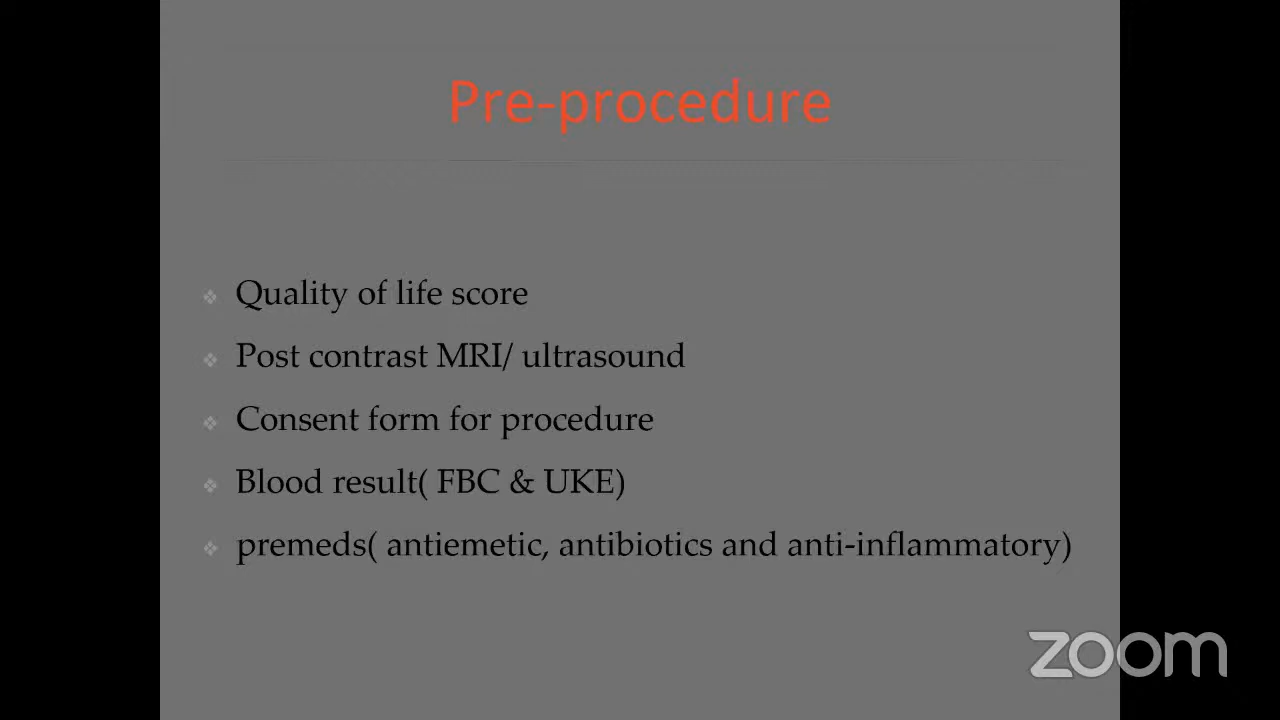 Pre-procedure
Quality of life score
Post contrast MRI/ ultrasound
Consent form for procedure
Blood result( FBC & UKE)
premeds( antiemetic, antibiotics and anti-inflammatory)
zoom